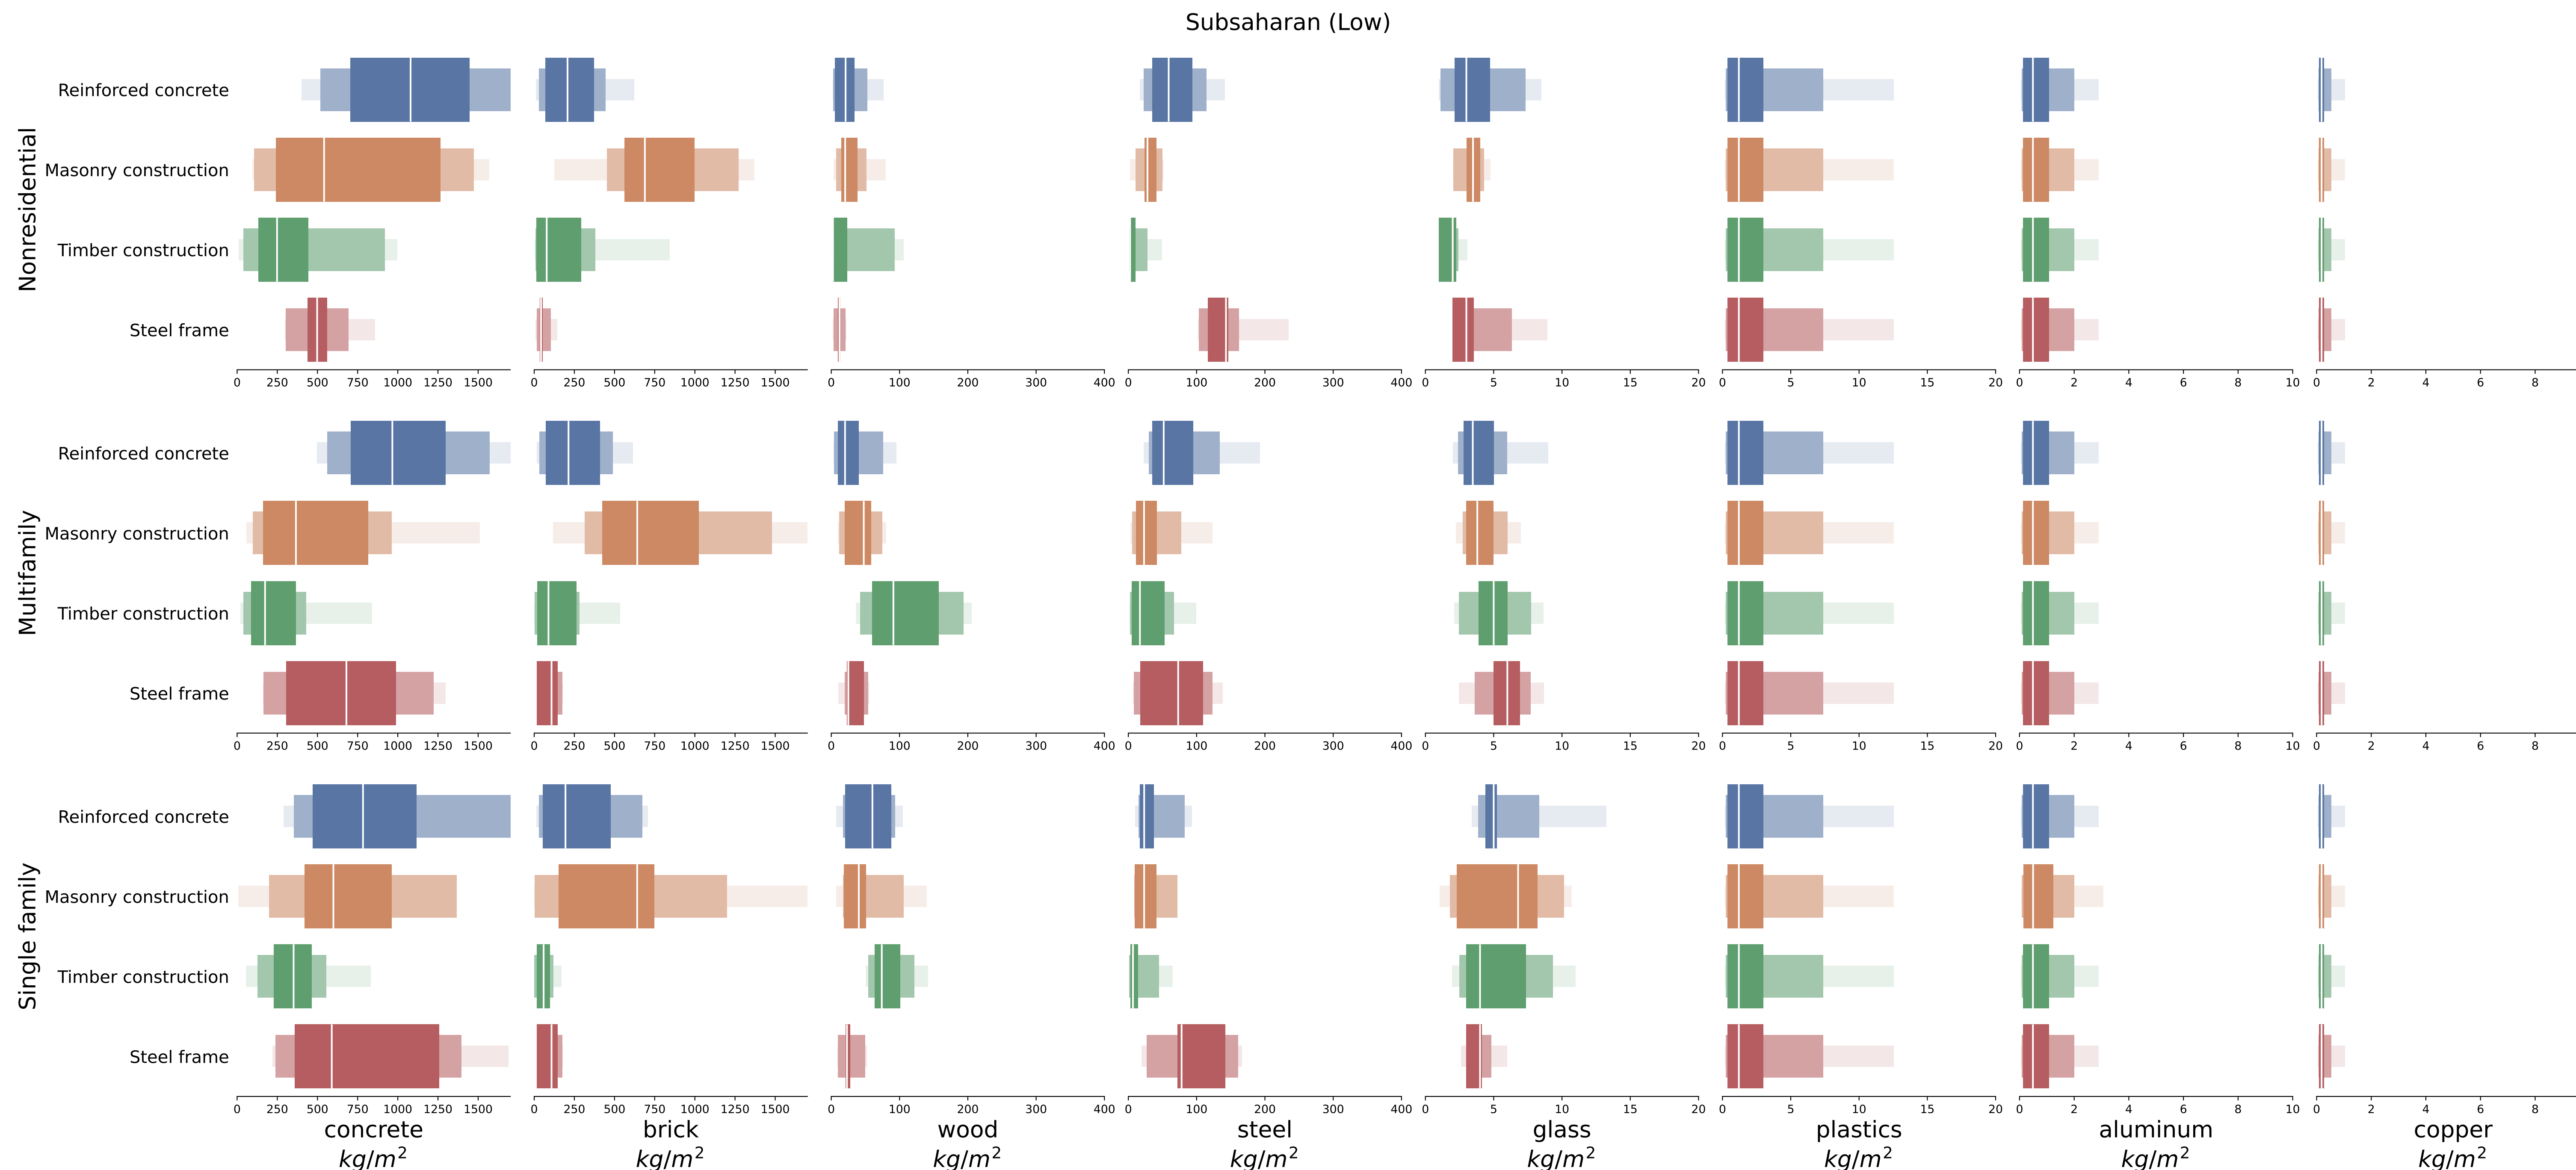 Subsaharan (Low)
Nonresidential
Reinforced concrete
Masonry construction
Timber construction
Steel frame
0 250 500 750 1000 1250 1500
0 250 500 750 1000 1250 1500
0 100 200 300 400
0 100 200 300 400
0 5 10 15 20
0 5 10 15 20
0 2 4 6 8 10
0 2 4 6 8
Multifamily
Reinforced concrete
Masonry construction
Timber construction
Steel frame
0 250 500 750 1000 1250 1500
0 250 500 750 1000 1250 1500
0 100 200 300 400
0 100 200 300 400
0 5 10 15 20
0 5 10 15 20
0 2 4 6 8 10
0 2 4 6 8
Single family
Reinforced concrete
Masonry construction
Timber construction
Steel frame
0 250 500 750 1000 1250 1500
0 250 500 750 1000 1250 1500
0 100 200 300 400
0 100 200 300 400
0 5 10 15 20
0 5 10 15 20
0 2 4 6 8 10
0 2 4 6 8
concrete
kg/m²
brick
kg/m²
wood
kg/m²
steel
kg/m²
glass
kg/m²
plastics
kg/m²
aluminum
kg/m²
copper
kg/m²